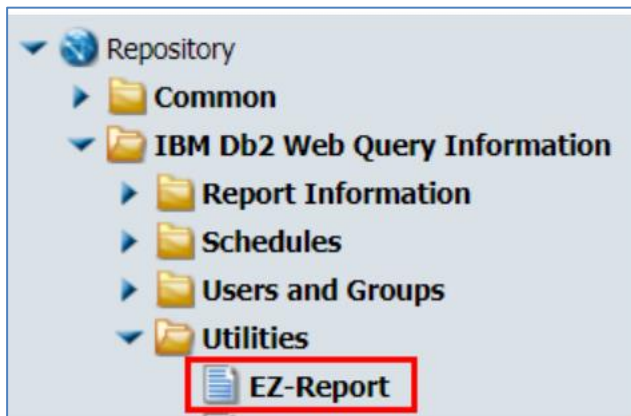 Repository
Common
IBM Db2 Web Query Information
Report Information
Schedules
Users and Groups
Utilities
EZ-Report